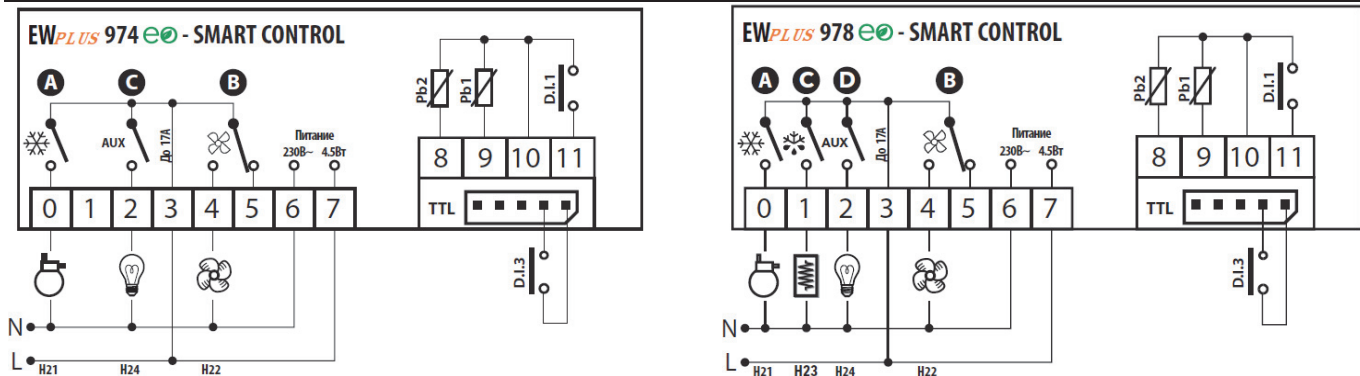 EWPLUS 974 eo - SMART CONTROL
A C B
Pb2 Pb1 D.I.1
AUX До 17А Питание
230В~ 4.5Вт
8 9 10 11
0 1 2 3 4 5 6 7
TTL
D.I.3
N
L
H21 H24 H22
EWPLUS 978 eo - SMART CONTROL
A C D B
Pb2 Pb1 D.I.1
AUX До 17А Питание
230В~ 4.5Вт
8 9 10 11
0 1 2 3 4 5 6 7
TTL
D.I.3
N
L
H21 H23 H24 H22